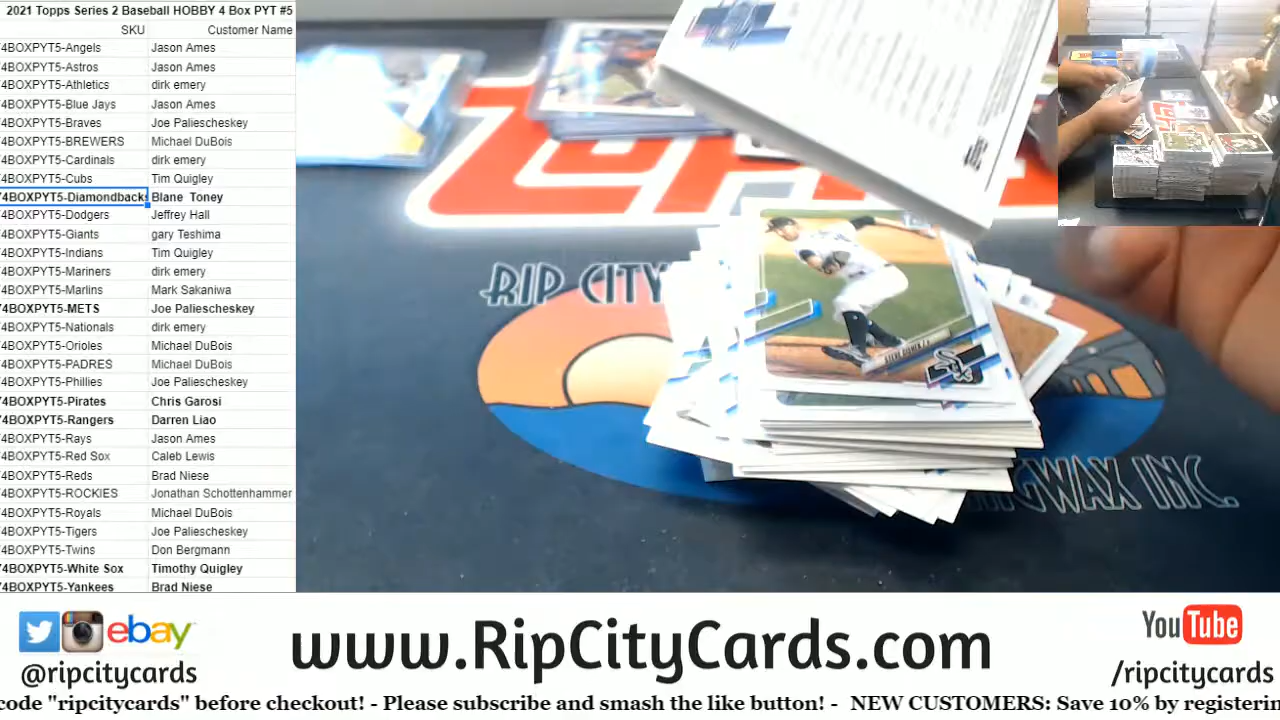 2021 Topps Series 2 Baseball HOBBY 4 Box PYT #5
SKU Customer Name
4BOXPYT5-Angels Jason Ames
4BOXPYT5-Astros Jason Ames
4BOXPYT5-Athletics dirk emery
4BOXPYT5-Blue Jays Jason Ames
4BOXPYT5-Braves Joe Paliescheskey
4BOXPYT5-BREWERS Michael DuBois
4BOXPYT5-Cardinals dirk emery
4BOXPYT5-Cubs Tim Quigley
4BOXPYT5-Diamondbacks Blane Toney
4BOXPYT5-Dodgers Jeffrey Hall
4BOXPYT5-Giants gary Teshima
4BOXPYT5-Indians Tim Quigley
4BOXPYT5-Mariners dirk emery
4BOXPYT5-Marlins Mark Sakaniwa
4BOXPYT5-METS Joe Paliescheskey
4BOXPYT5-Nationals dirk emery
4BOXPYT5-Orioles Michael DuBois
4BOXPYT5-PADRES Michael DuBois
4BOXPYT5-Phillies Joe Paliescheskey
4BOXPYT5-Pirates Chris Garosi
4BOXPYT5-Rangers Darren Liao
4BOXPYT5-Rays Jason Ames
4BOXPYT5-Red Sox Caleb Lewis
4BOXPYT5-Reds Brad Niese
4BOXPYT5-ROCKIES Jonathan Schottenhammer
4BOXPYT5-Royals Michael DuBois
4BOXPYT5-Tigers Joe Paliescheskey
4BOXPYT5-Twins Don Bergmann
4BOXPYT5-White Sox Timothy Quigley
4BOXPYT5-Yankees Brad Niese
RIP CITY
GWAX INC.
ebay
@ripcitycards
www.RipCityCards.com
YouTube
/ripcitycards
code "ripcitycards" before checkout! - Please subscribe and smash the like button! - NEW CUSTOMERS: Save 10% by registerin